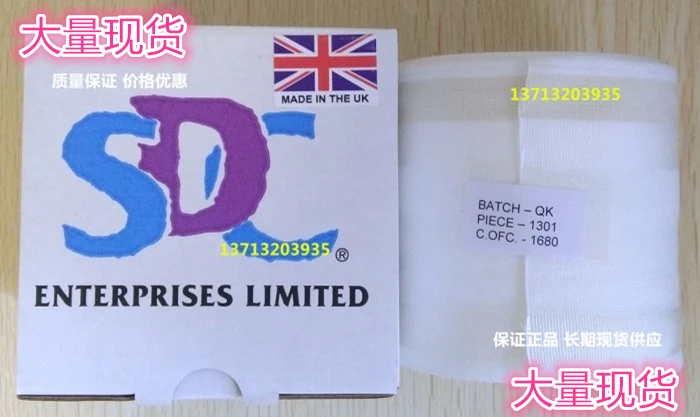 大量现货
质量保证 价格优惠
MADE IN THE UK
SDC
13713203935
®
ENTERPRISES LIMITED
13713203935
BATCH – QK
PIECE – 1301
C.OFC. - 1680
保证正品 长期现货供应
大量现货